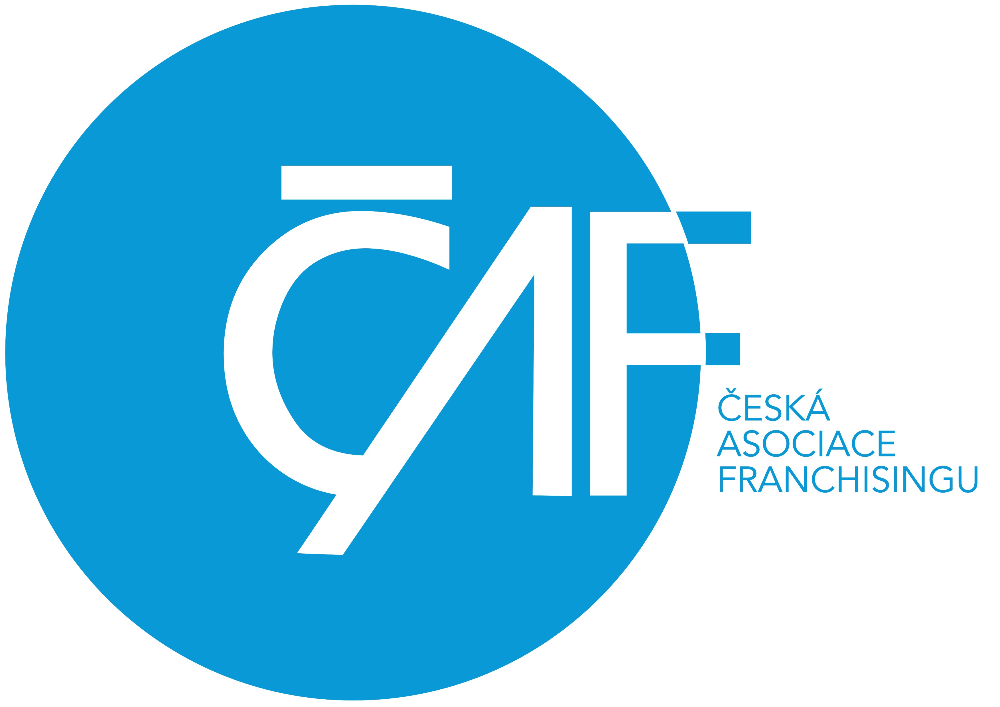 ČAF
ČESKÁ
ASOCIACE
FRANCHISINGU